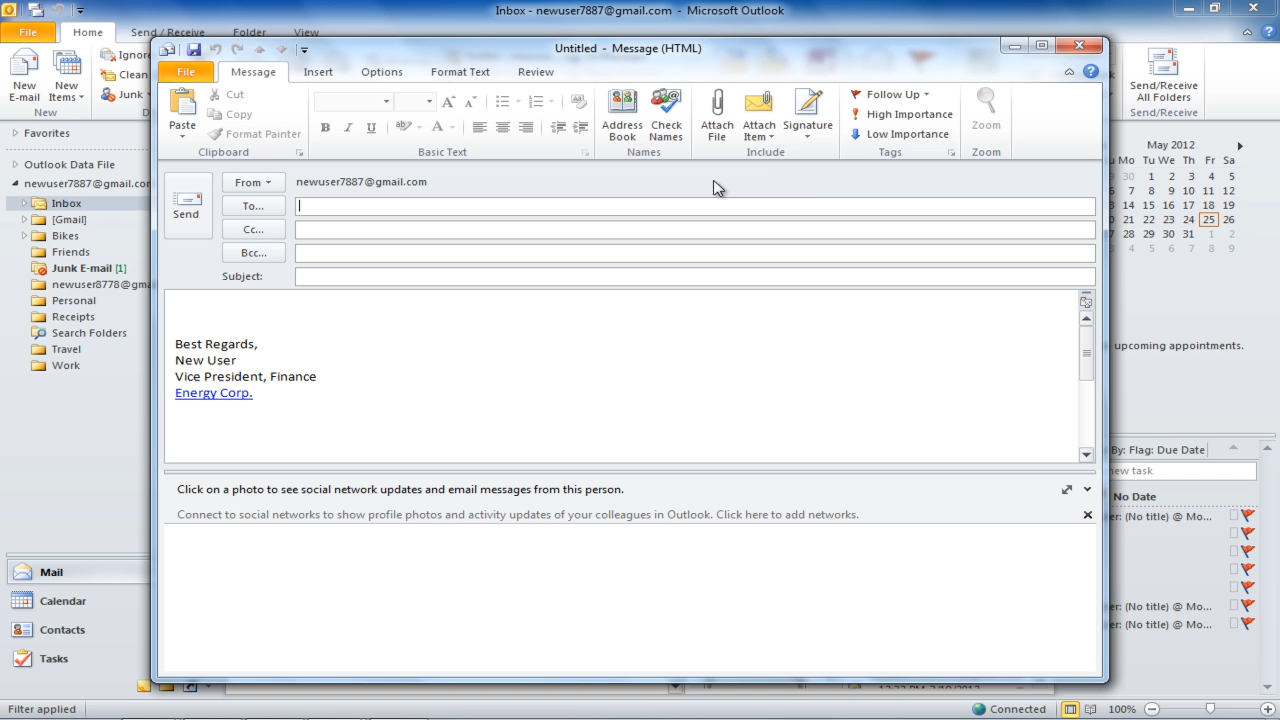 Inbox - newuser7887@gmail.com - Microsoft Outlook
File Home Send / Receive Folder View
New E-mail
New Items
Ignore
Clean
Junk
New
Send/Receive All Folders
Send/Receive
Untitled - Message (HTML)
File Message Insert Options Format Text Review
Paste
Cut
Copy
Format Painter
Clipboard
B I U
Basic Text
Address Book
Check Names
Names
Attach File
Attach Item
Signature
Include
Follow Up
High Importance
Low Importance
Tags
Zoom
Zoom
Send
From newuser7887@gmail.com
To...
Cc...
Bcc...
Subject:
Best Regards,
New User
Vice President, Finance
Energy Corp.
Click on a photo to see social network updates and email messages from this person.
Connect to social networks to show profile photos and activity updates of your colleagues in Outlook. Click here to add networks.
Favorites
Outlook Data File
newuser7887@gmail.con
Inbox
[Gmail]
Bikes
Friends
Junk E-mail [1]
newuser8778@gma
Personal
Receipts
Search Folders
Travel
Work
Mail
Calendar
Contacts
Tasks
May 2012
Mo Tu We Th Fr Sa
30 1 2 3 4 5
7 8 9 10 11 12
14 15 16 17 18 19
21 22 23 24 25 26
28 29 30 31 1 2
4 5 6 7 8 9
upcoming appointments.
By: Flag: Due Date
new task
No Date
er: (No title) @ Mo...
er: (No title) @ Mo...
er: (No title) @ Mo...
Filter applied
Connected 100%